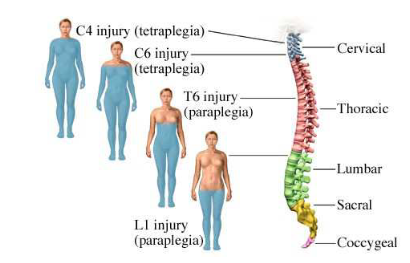 C4 injury (tetraplegia)
C6 injury
(tetraplegia)
Cervical
T6 injury
(paraplegia)
Thoracic
Lumbar
Sacral
L1 injury
(paraplegia)
Coccygeal